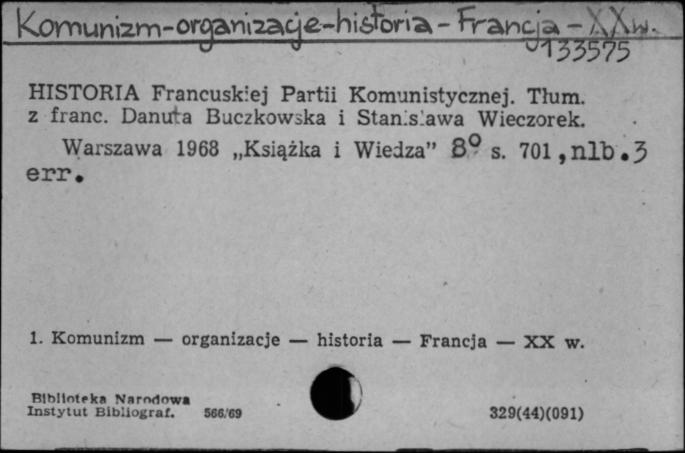 Komunizm-organizacje-historia - Francja - XX w.
133575
HISTORIA Francuskiej Partii Komunistycznej. Tłum.
z franc. Danuta Buczkowska i Stanisława Wieczorek.
Warszawa 1968 „Książka i Wiedza” 8° s. 701, nlb. 3
err.
1. Komunizm — organizacje — historia — Francja — XX w.
Biblioteka Narodowa
Instytut Bibliograf. 566/69 329(44)(091)